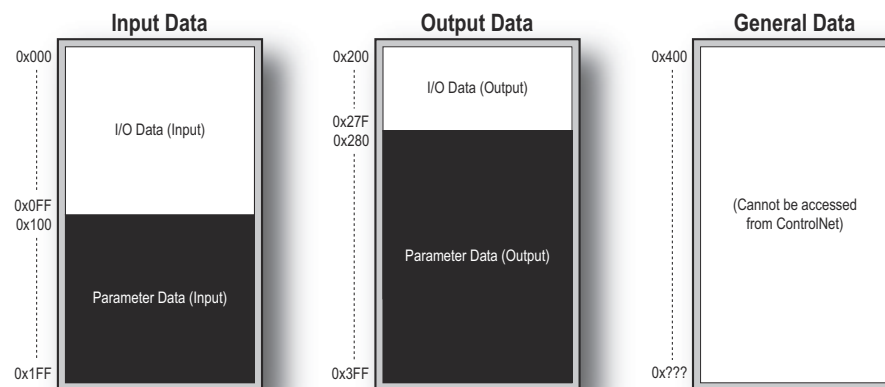 Input Data
0x000
I/O Data (Input)
0x0FF
0x100
Parameter Data (Input)
0x1FF
Output Data
0x200
I/O Data (Output)
0x27F
0x280
Parameter Data (Output)
0x3FF
General Data
0x400
(Cannot be accessed
from ControlNet)
0x???